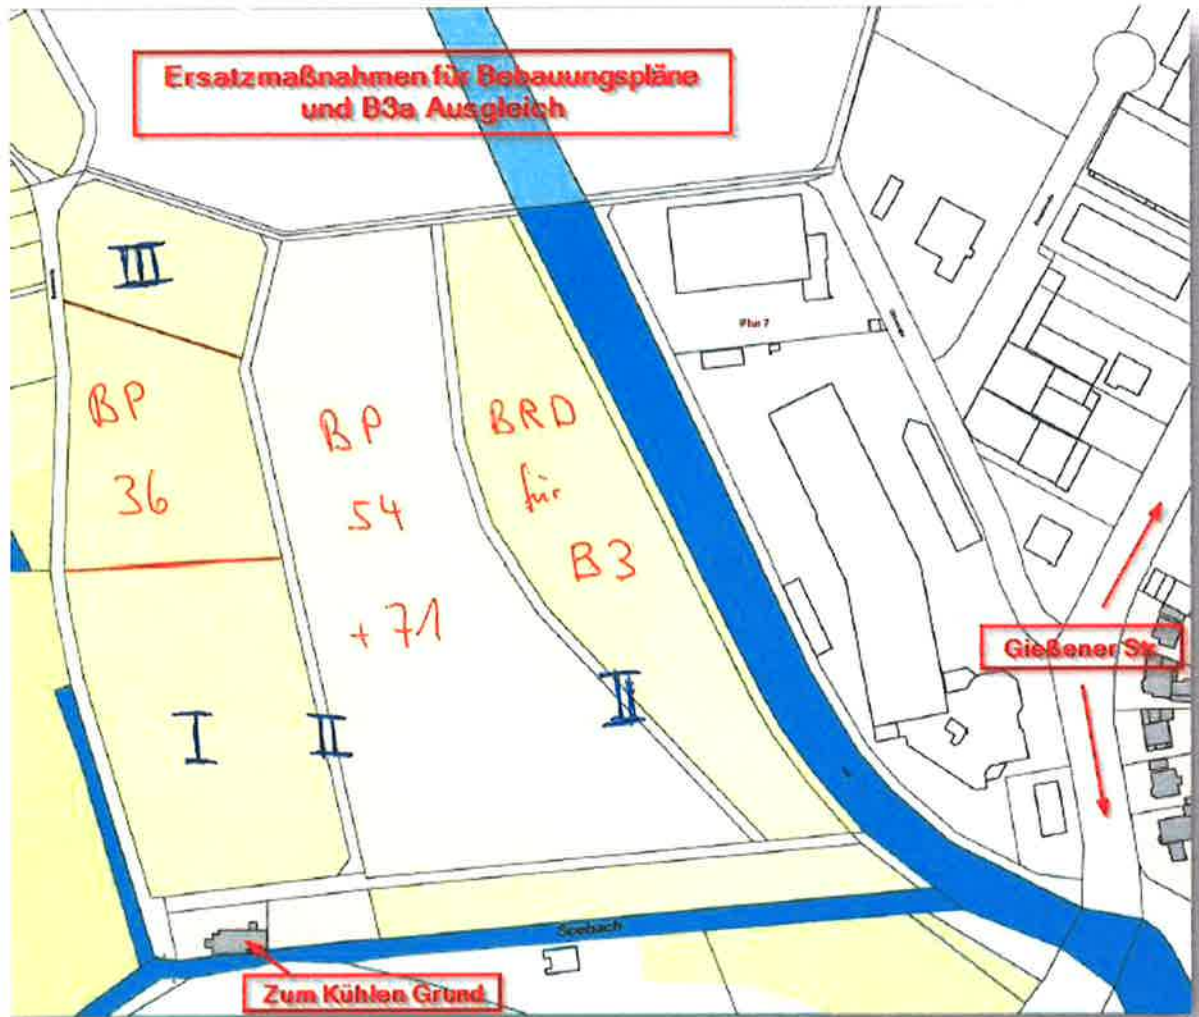 Ersatzmaßnahmen für Bebauungspläne
und B3a Ausgleich
III
BP
36
BP
54
+ 71
BRD
für
B3
Flur 7
I
II
II
Gießener Str.
Seebach
Zum Kühlen Grund